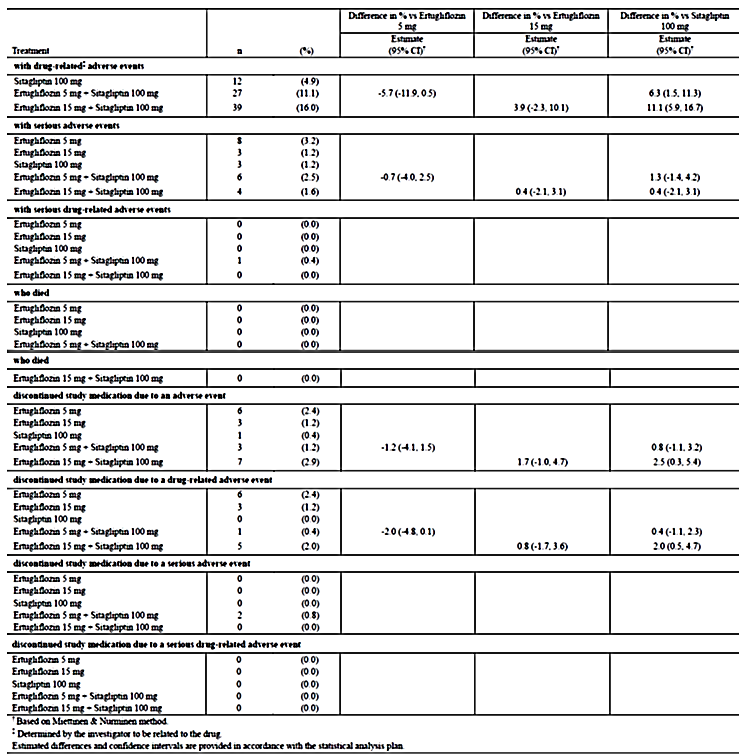 Difference in % vs Ertugliflozin 5 mg Difference in % vs Ertugliflozin 15 mg Difference in % vs Sitagliptin 100 mg
Treatment n (%) Estimate (95% CI)† Estimate (95% CI)† Estimate (95% CI)†
with drug-related‡ adverse events
Sitagliptin 100 mg 12 (4.9)
Ertugliflozin 5 mg + Sitagliptin 100 mg 27 (11.1) -5.7 (-11.9, 0.5) 6.3 (1.5, 11.3)
Ertugliflozin 15 mg + Sitagliptin 100 mg 39 (16.0) 3.9 (-2.3, 10.1) 11.1 (5.9, 16.7)
with serious adverse events
Ertugliflozin 5 mg 8 (3.2)
Ertugliflozin 15 mg 3 (1.2)
Sitagliptin 100 mg 3 (1.2)
Ertugliflozin 5 mg + Sitagliptin 100 mg 6 (2.5) -0.7 (-4.0, 2.5) 1.3 (-1.4, 4.2)
Ertugliflozin 15 mg + Sitagliptin 100 mg 4 (1.6) 0.4 (-2.1, 3.1) 0.4 (-2.1, 3.1)
with serious drug-related adverse events
Ertugliflozin 5 mg 0 (0.0)
Ertugliflozin 15 mg 0 (0.0)
Sitagliptin 100 mg 0 (0.0)
Ertugliflozin 5 mg + Sitagliptin 100 mg 1 (0.4)
Ertugliflozin 15 mg + Sitagliptin 100 mg 0 (0.0)
who died
Ertugliflozin 5 mg 0 (0.0)
Ertugliflozin 15 mg 0 (0.0)
Sitagliptin 100 mg 0 (0.0)
Ertugliflozin 5 mg + Sitagliptin 100 mg 0 (0.0)
who died
Ertugliflozin 15 mg + Sitagliptin 100 mg 0 (0.0)
discontinued study medication due to an adverse event
Ertugliflozin 5 mg 6 (2.4)
Ertugliflozin 15 mg 3 (1.2)
Sitagliptin 100 mg 1 (0.4)
Ertugliflozin 5 mg + Sitagliptin 100 mg 3 (1.2) -1.2 (-4.1, 1.5) 0.8 (-1.1, 3.2)
Ertugliflozin 15 mg + Sitagliptin 100 mg 7 (2.9) 1.7 (-1.0, 4.7) 2.5 (0.3, 5.4)
discontinued study medication due to a drug-related adverse event
Ertugliflozin 5 mg 6 (2.4)
Ertugliflozin 15 mg 3 (1.2)
Sitagliptin 100 mg 0 (0.0)
Ertugliflozin 5 mg + Sitagliptin 100 mg 1 (0.4) -2.0 (-4.8, 0.1) 0.4 (-1.1, 2.3)
Ertugliflozin 15 mg + Sitagliptin 100 mg 5 (2.0) 0.8 (-1.7, 3.6) 2.0 (0.5, 4.7)
discontinued study medication due to a serious adverse event
Ertugliflozin 5 mg 0 (0.0)
Ertugliflozin 15 mg 0 (0.0)
Sitagliptin 100 mg 0 (0.0)
Ertugliflozin 5 mg + Sitagliptin 100 mg 2 (0.8)
Ertugliflozin 15 mg + Sitagliptin 100 mg 0 (0.0)
discontinued study medication due to a serious drug-related adverse event
Ertugliflozin 5 mg 0 (0.0)
Ertugliflozin 15 mg 0 (0.0)
Sitagliptin 100 mg 0 (0.0)
Ertugliflozin 5 mg + Sitagliptin 100 mg 0 (0.0)
Ertugliflozin 15 mg + Sitagliptin 100 mg 0 (0.0)
† Based on Miettinen & Nurminen method.
‡ Determined by the investigator to be related to the drug.
Estimated differences and confidence intervals are provided in accordance with the statistical analysis plan.